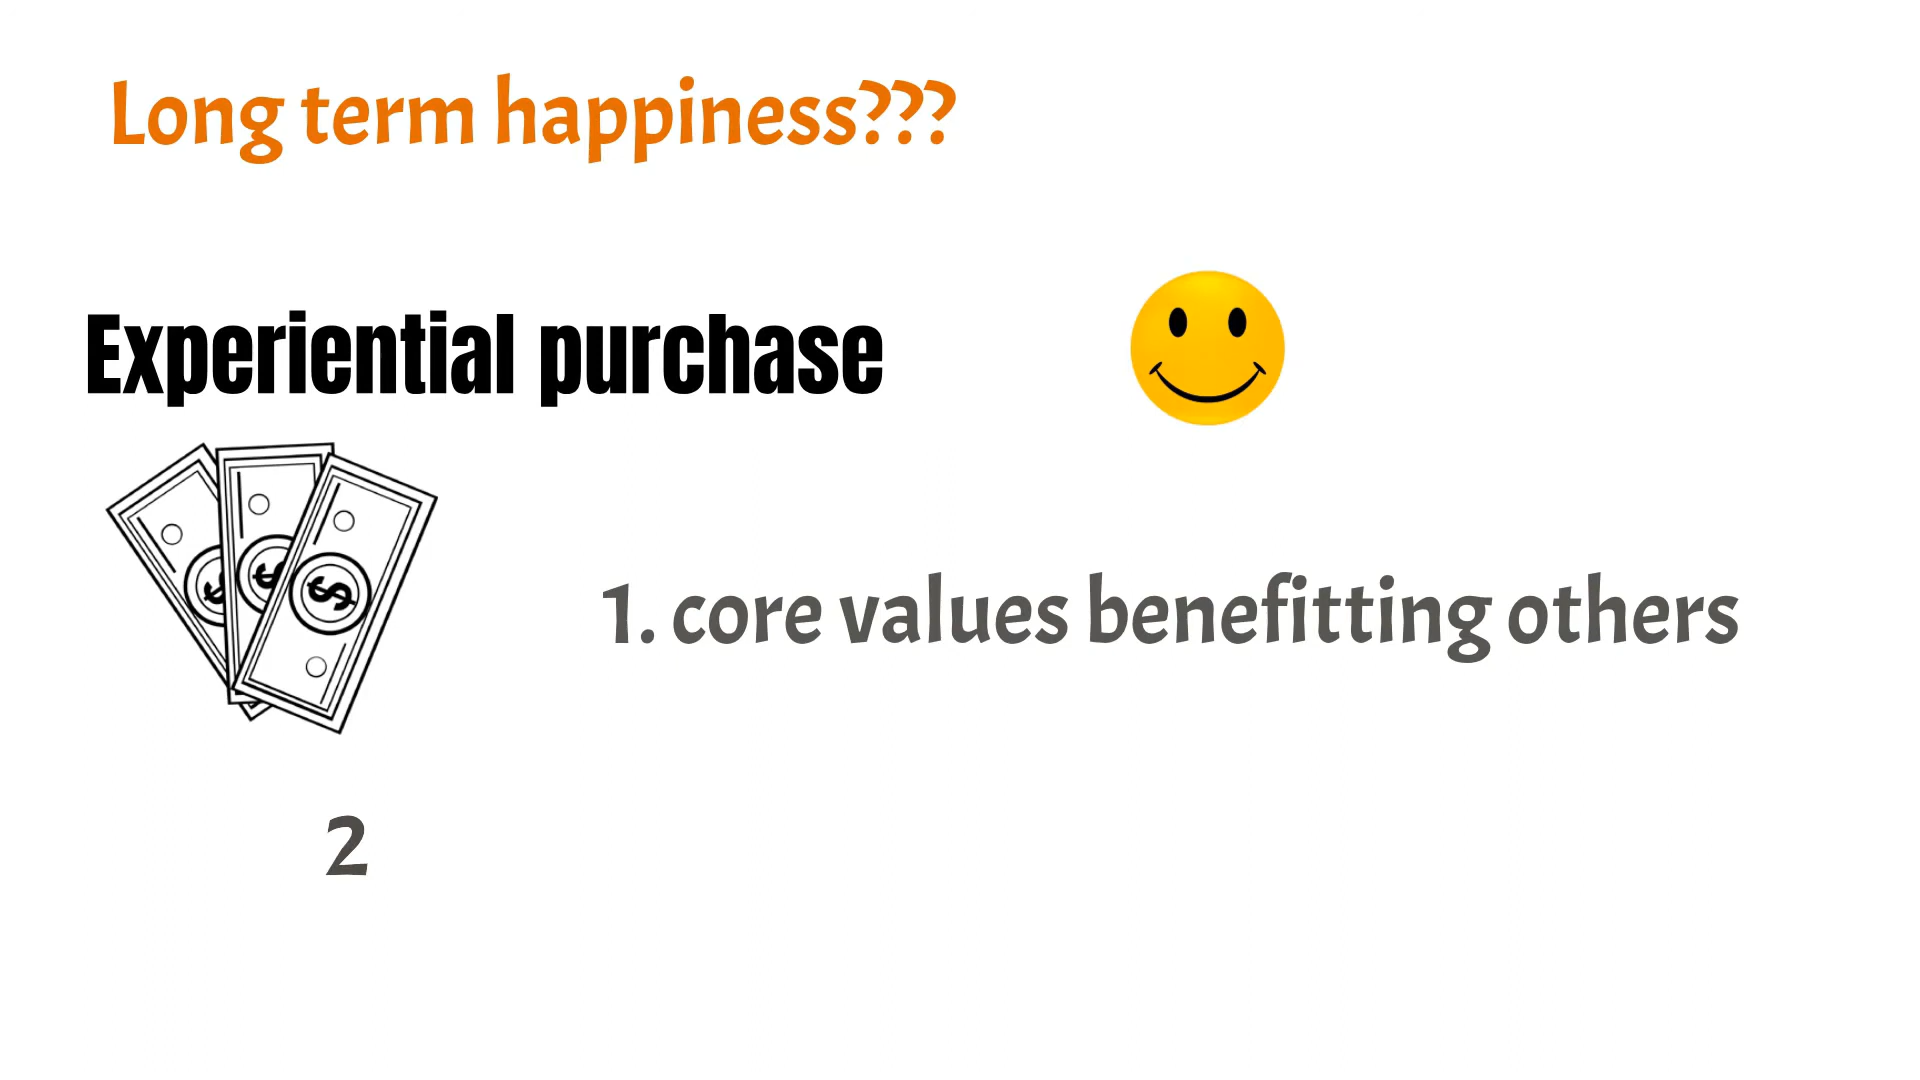 Long term happiness???
Experiential purchase
$ $ $
1. core values benefitting others
2